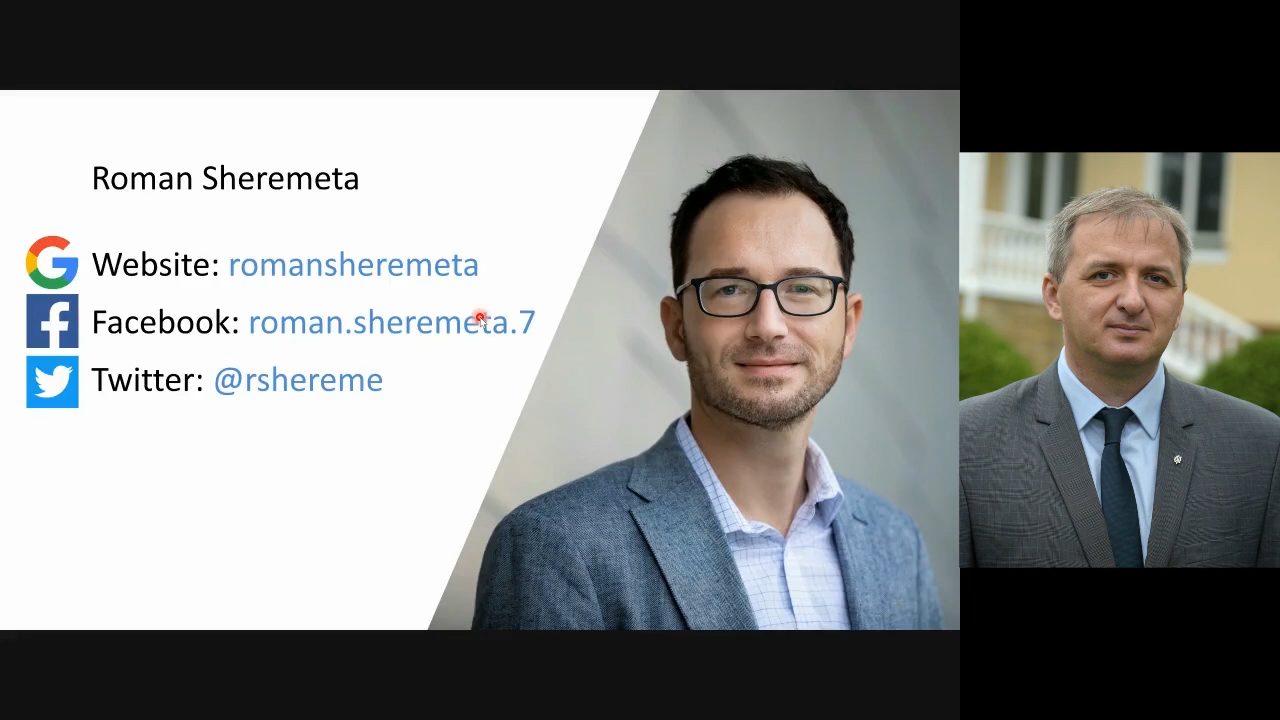 Roman Sheremeta
Website: romansheremeta
Facebook: roman.sheremeta.7
Twitter: @rshereme